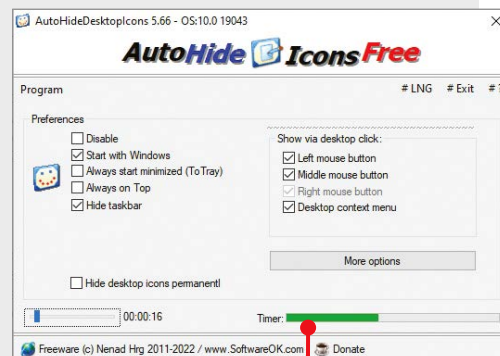 AutoHideDesktopIcons 5.66 - OS:10.0 19043
AutoHide Icons Free
Program # LNG # Exit # ?
Preferences
Disable
Start with Windows
Always start minimized (ToTray)
Always on Top
Hide taskbar
Show via desktop click:
Left mouse button
Middle mouse button
Right mouse button
Desktop context menu
More options
Hide desktop icons permanentl
00:00:16 Timer:
Freeware (c) Nenad Hrg 2011-2022 / www.SoftwareOK.com Donate